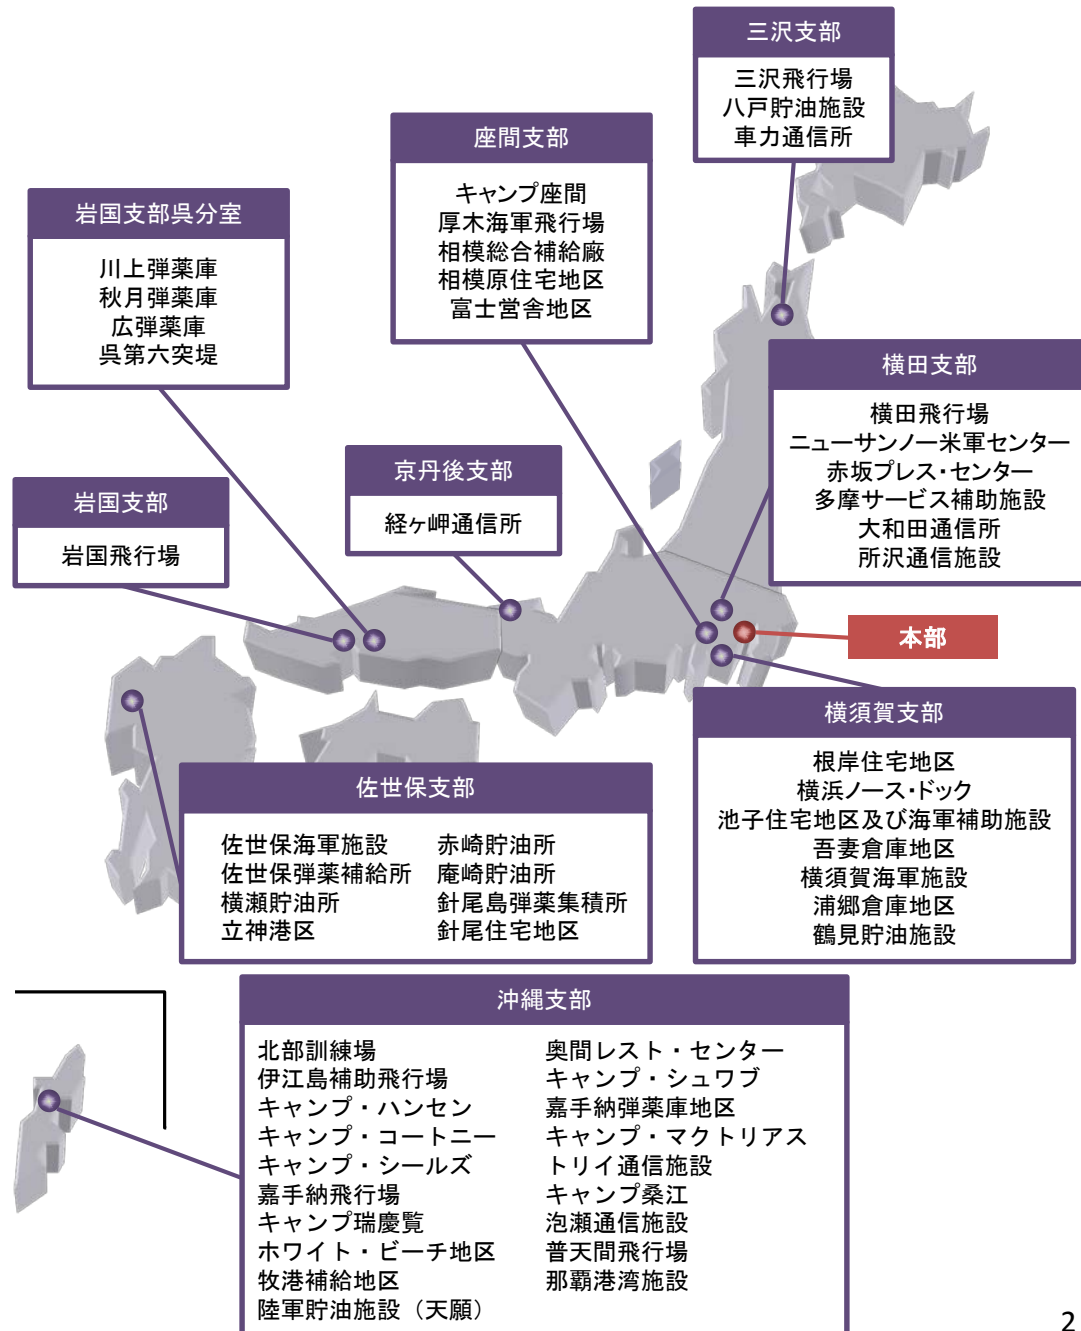 三沢支部
三沢飛行場
八戸貯油施設
車力通信所
座間支部
キャンプ座間
厚木海軍飛行場
相模総合補給廠
相模原住宅地区
富士営舎地区
岩国支部呉分室
川上弾薬庫
秋月弾薬庫
広弾薬庫
呉第六突堤
横田支部
横田飛行場
ニューサンノー米軍センター
赤坂プレス・センター
多摩サービス補助施設
大和田通信所
所沢通信施設
京丹後支部
経ヶ岬通信所
岩国支部
岩国飛行場
本部
横須賀支部
根岸住宅地区
横浜ノース・ドック
池子住宅地区及び海軍補助施設
吾妻倉庫地区
横須賀海軍施設
浦郷倉庫地区
鶴見貯油施設
佐世保支部
佐世保海軍施設
佐世保弾薬補給所
横瀬貯油所
立神港区
赤崎貯油所
庵崎貯油所
針尾島弾薬集積所
針尾住宅地区
沖縄支部
北部訓練場
伊江島補助飛行場
キャンプ・ハンセン
キャンプ・コートニー
キャンプ・シールズ
嘉手納飛行場
キャンプ瑞慶覧
ホワイト・ビーチ地区
牧港補給地区
陸軍貯油施設（天願）
奥間レスト・センター
キャンプ・シュワブ
嘉手納弾薬庫地区
キャンプ・マクトリアス
トリイ通信施設
キャンプ桑江
泡瀬通信施設
普天間飛行場
那覇港湾施設
2